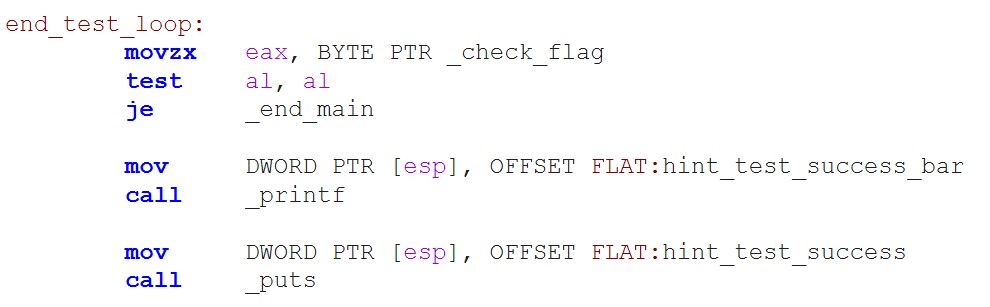 end_test_loop:
movzx eax, BYTE PTR _check_flag
test al, al
je _end_main
mov DWORD PTR [esp], OFFSET FLAT:hint_test_success_bar
call _printf
mov DWORD PTR [esp], OFFSET FLAT:hint_test_success
call _puts